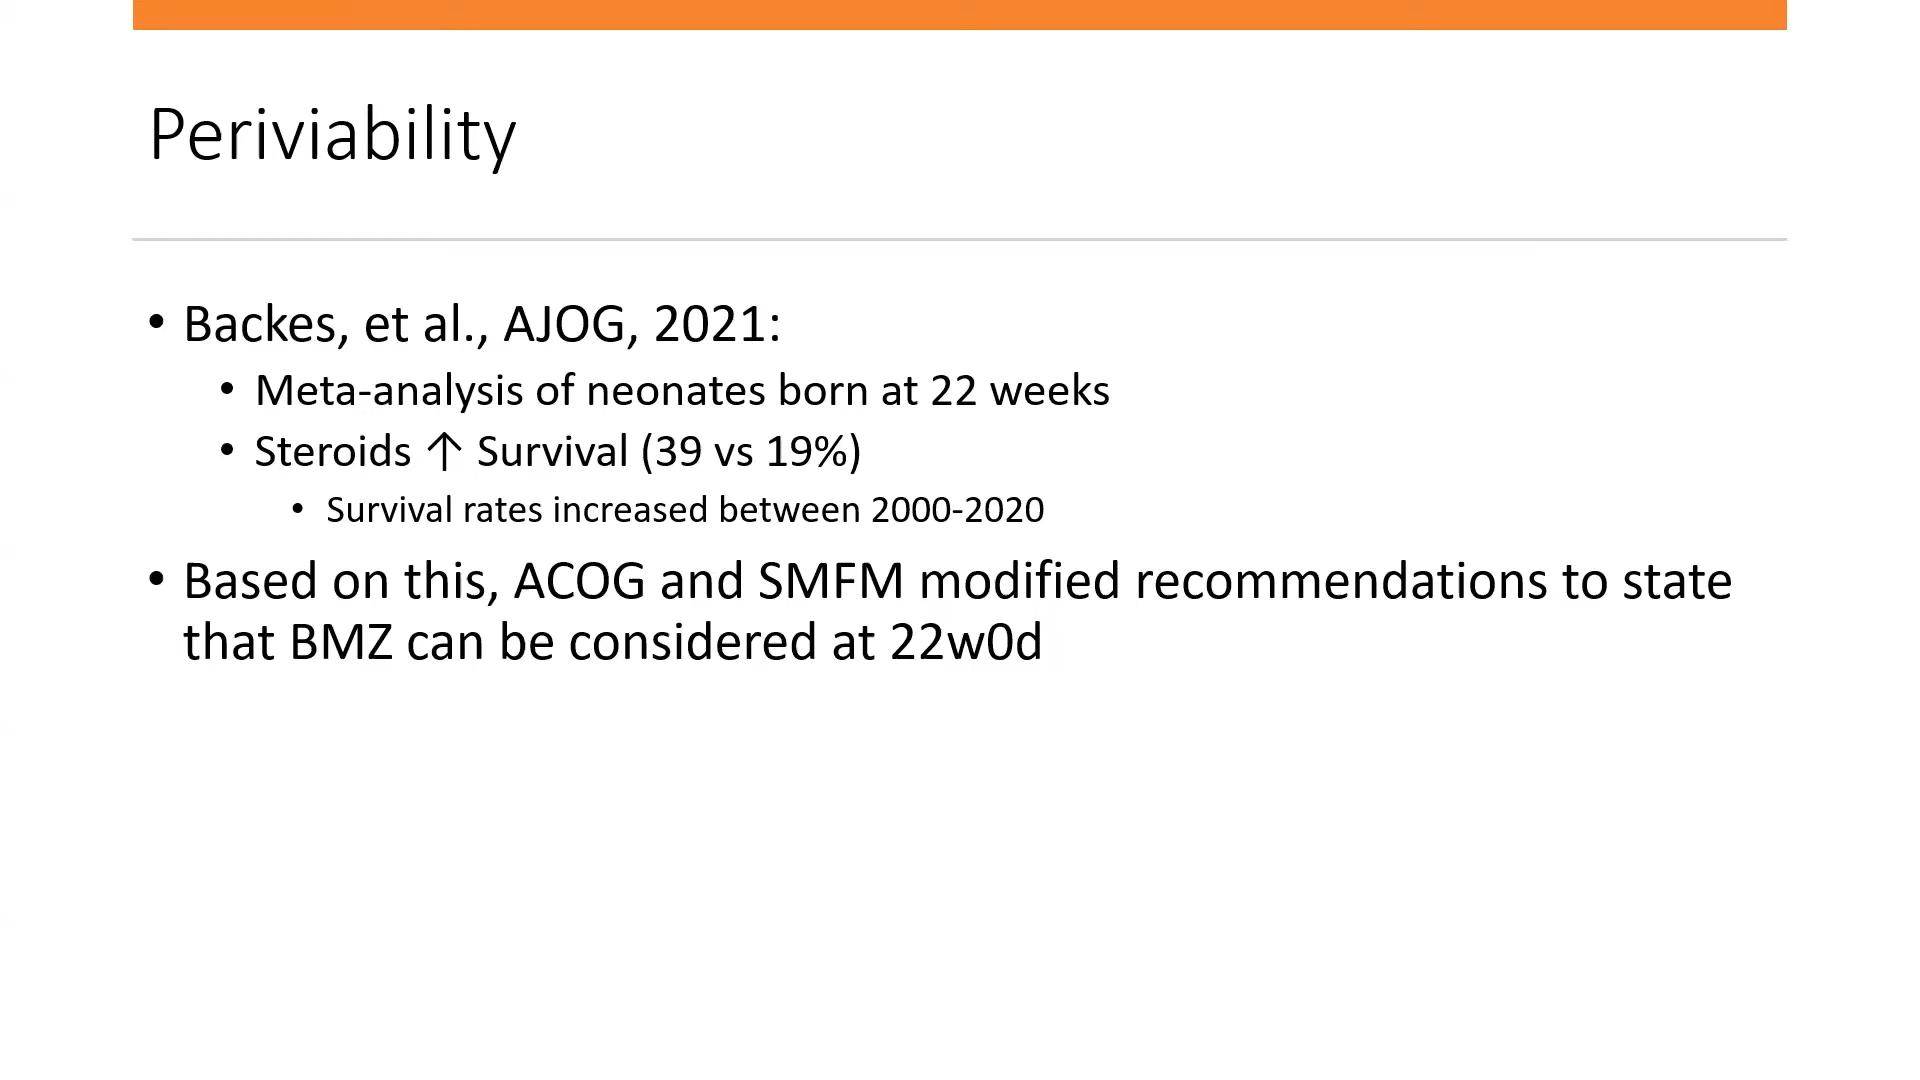 Periviability
• Backes, et al., AJOG, 2021:
• Meta-analysis of neonates born at 22 weeks
• Steroids ↑ Survival (39 vs 19%)
• Survival rates increased between 2000-2020
• Based on this, ACOG and SMFM modified recommendations to state
that BMZ can be considered at 22w0d